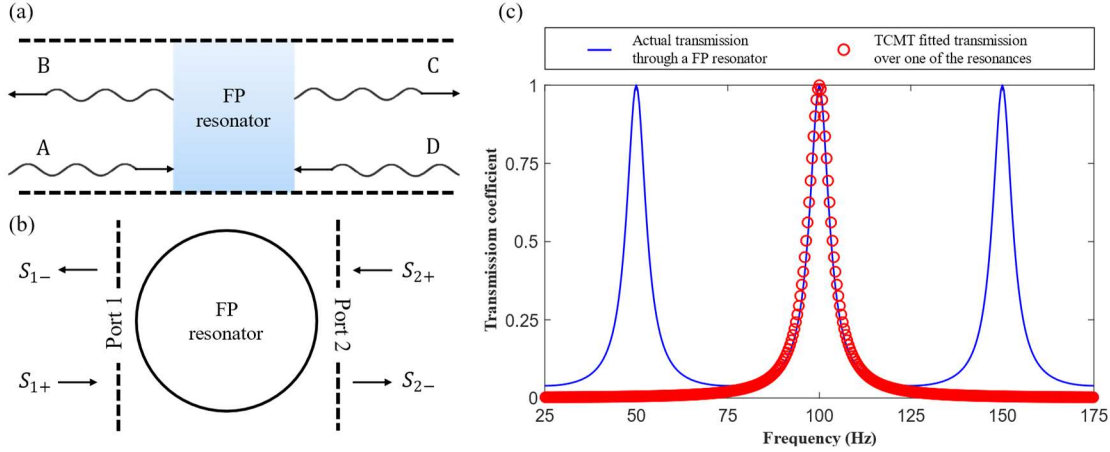 (a)
B
C
FP
resonator
A
D
(b)
S1−
S2+
Port 1
FP
resonator
Port 2
S1+
S2−
(c)
Actual transmission
through a FP resonator
TCMT fitted transmission
over one of the resonances
Transmissiom coefficient
1
0.75
0.5
0.25
0
25
50
75
100
125
150
175
Frequency (Hz)